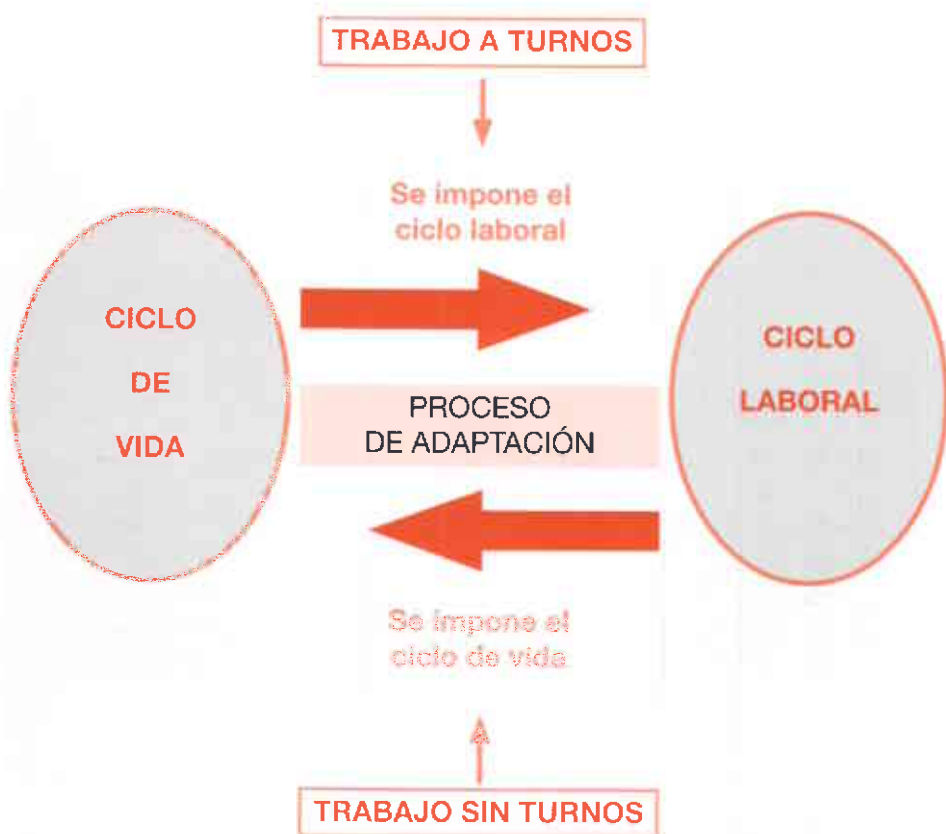 TRABAJO A TURNOS
Se impone el
ciclo laboral
CICLO
DE
VIDA
PROCESO
DE ADAPTACIÓN
CICLO
LABORAL
Se impone el
ciclo de vida
TRABAJO SIN TURNOS